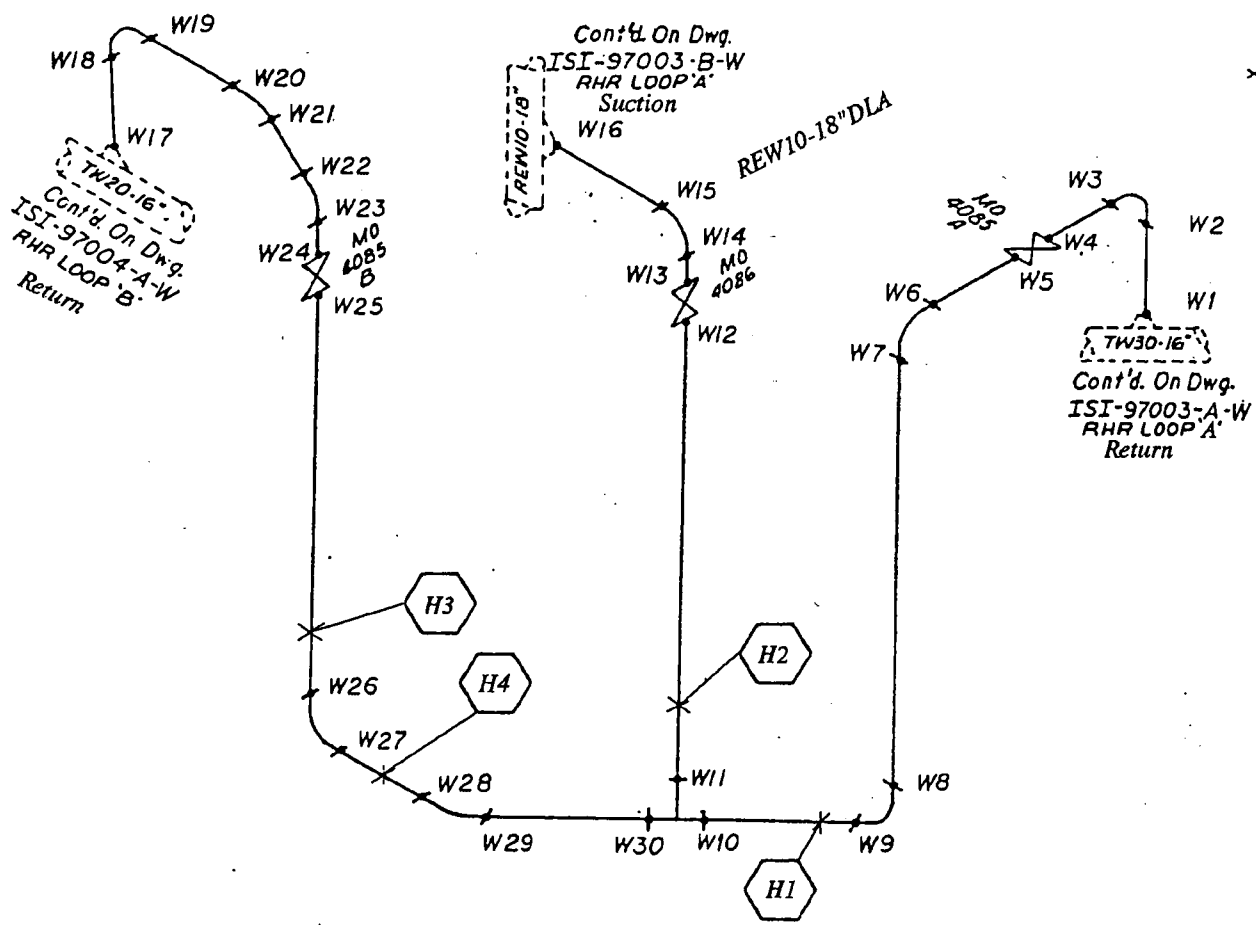 W19
W18
W20
W21
W17
W22
TW20-16"
Cont'd. On Dwg.
ISI-97004-A-W
RHR LOOP 'B'
Return
W23
W24
MO
4085
B
W25
Cont'd. On Dwg.
ISI-97003-B-W
RHR LOOP 'A'
Suction
REW10-18"
W16
REW10-18"DLA
W15
W14
W13
MO
4086
W12
W3
MO
4085
A
W2
W4
W5
W1
W6
W7
TW30-16"
Cont'd. On Dwg.
ISI-97003-A-W
RHR LOOP 'A'
Return
H3
H2
H4
W26
W27
W28
W11
W8
W29
W30
W10
W9
H1